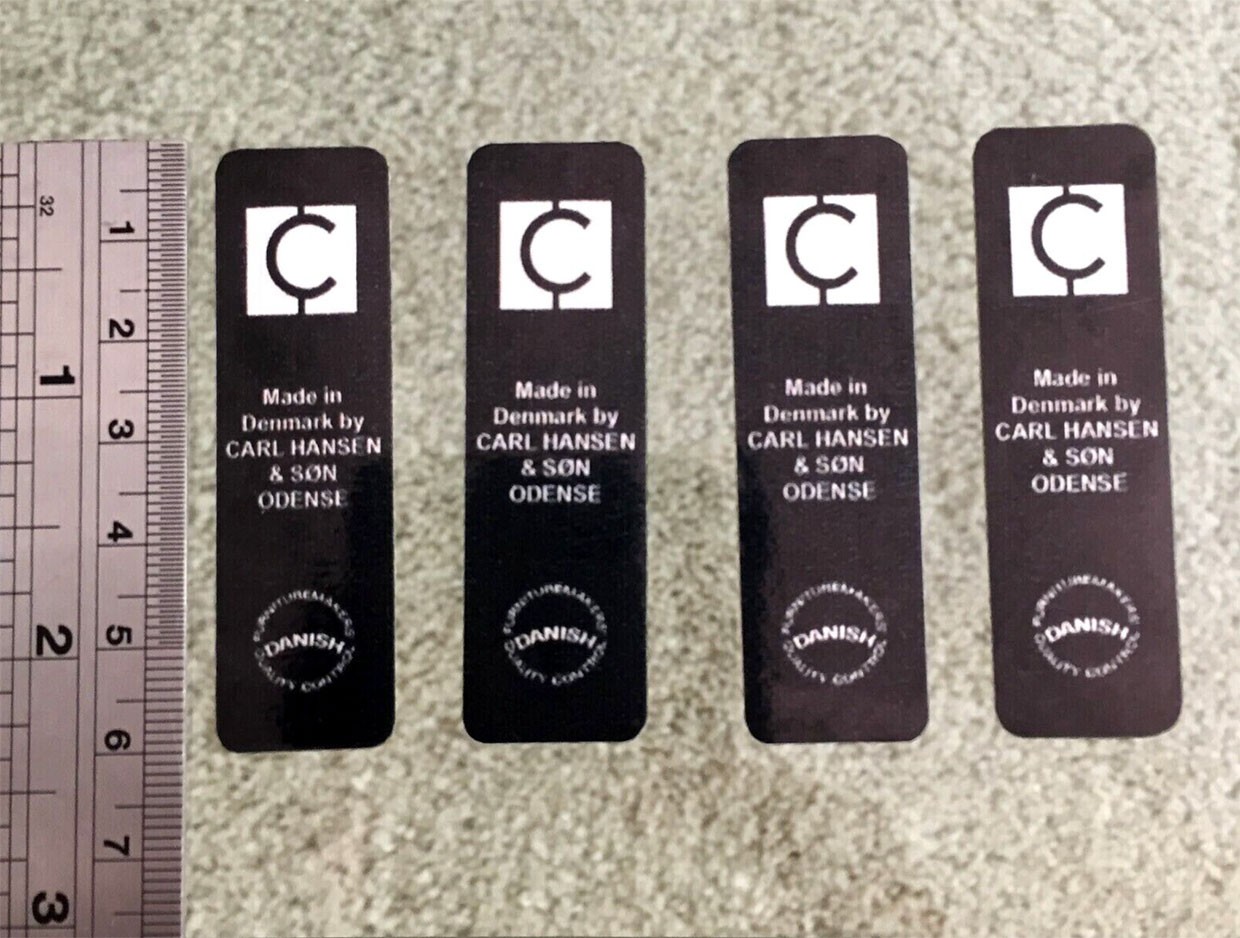 32
1
2
3
1
2
3
4
5
6
7
C
Made in
Denmark by
CARL HANSEN
& SØN
ODENSE
FURNITUREMAKERS'
DANISH
QUALITY CONTROL
C
Made in
Denmark by
CARL HANSEN
& SØN
ODENSE
FURNITUREMAKERS'
DANISH
QUALITY CONTROL
C
Made in
Denmark by
CARL HANSEN
& SØN
ODENSE
FURNITUREMAKERS'
DANISH
QUALITY CONTROL
C
Made in
Denmark by
CARL HANSEN
& SØN
ODENSE
FURNITUREMAKERS'
DANISH
QUALITY CONTROL